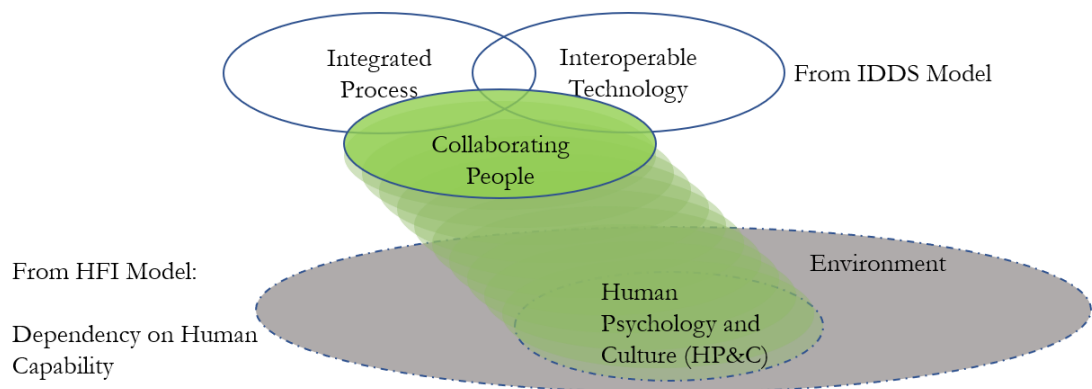 Integrated
Process
Interoperable
Technology
From IDDS Model
Collaborating
People
From HFI Model:
Dependency on Human
Capability
Environment
Human
Psychology and
Culture (HP&C)